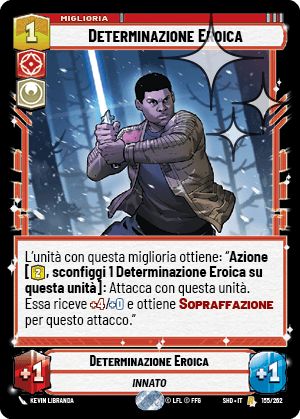 MIGLIORIA
1
DETERMINAZIONE EROICA
L'unità con questa miglioria ottiene: "Azione
[2, sconfiggi 1 Determinazione Eroica su
questa unità]: Attacca con questa unità.
Essa riceve +4/+0 e ottiene SOPRAFFAZIONE
per questo attacco."
+1
DETERMINAZIONE EROICA
INNATO
+1
KEVIN LIBRANDA
© LFL © FFG
SHD • IT
155/262